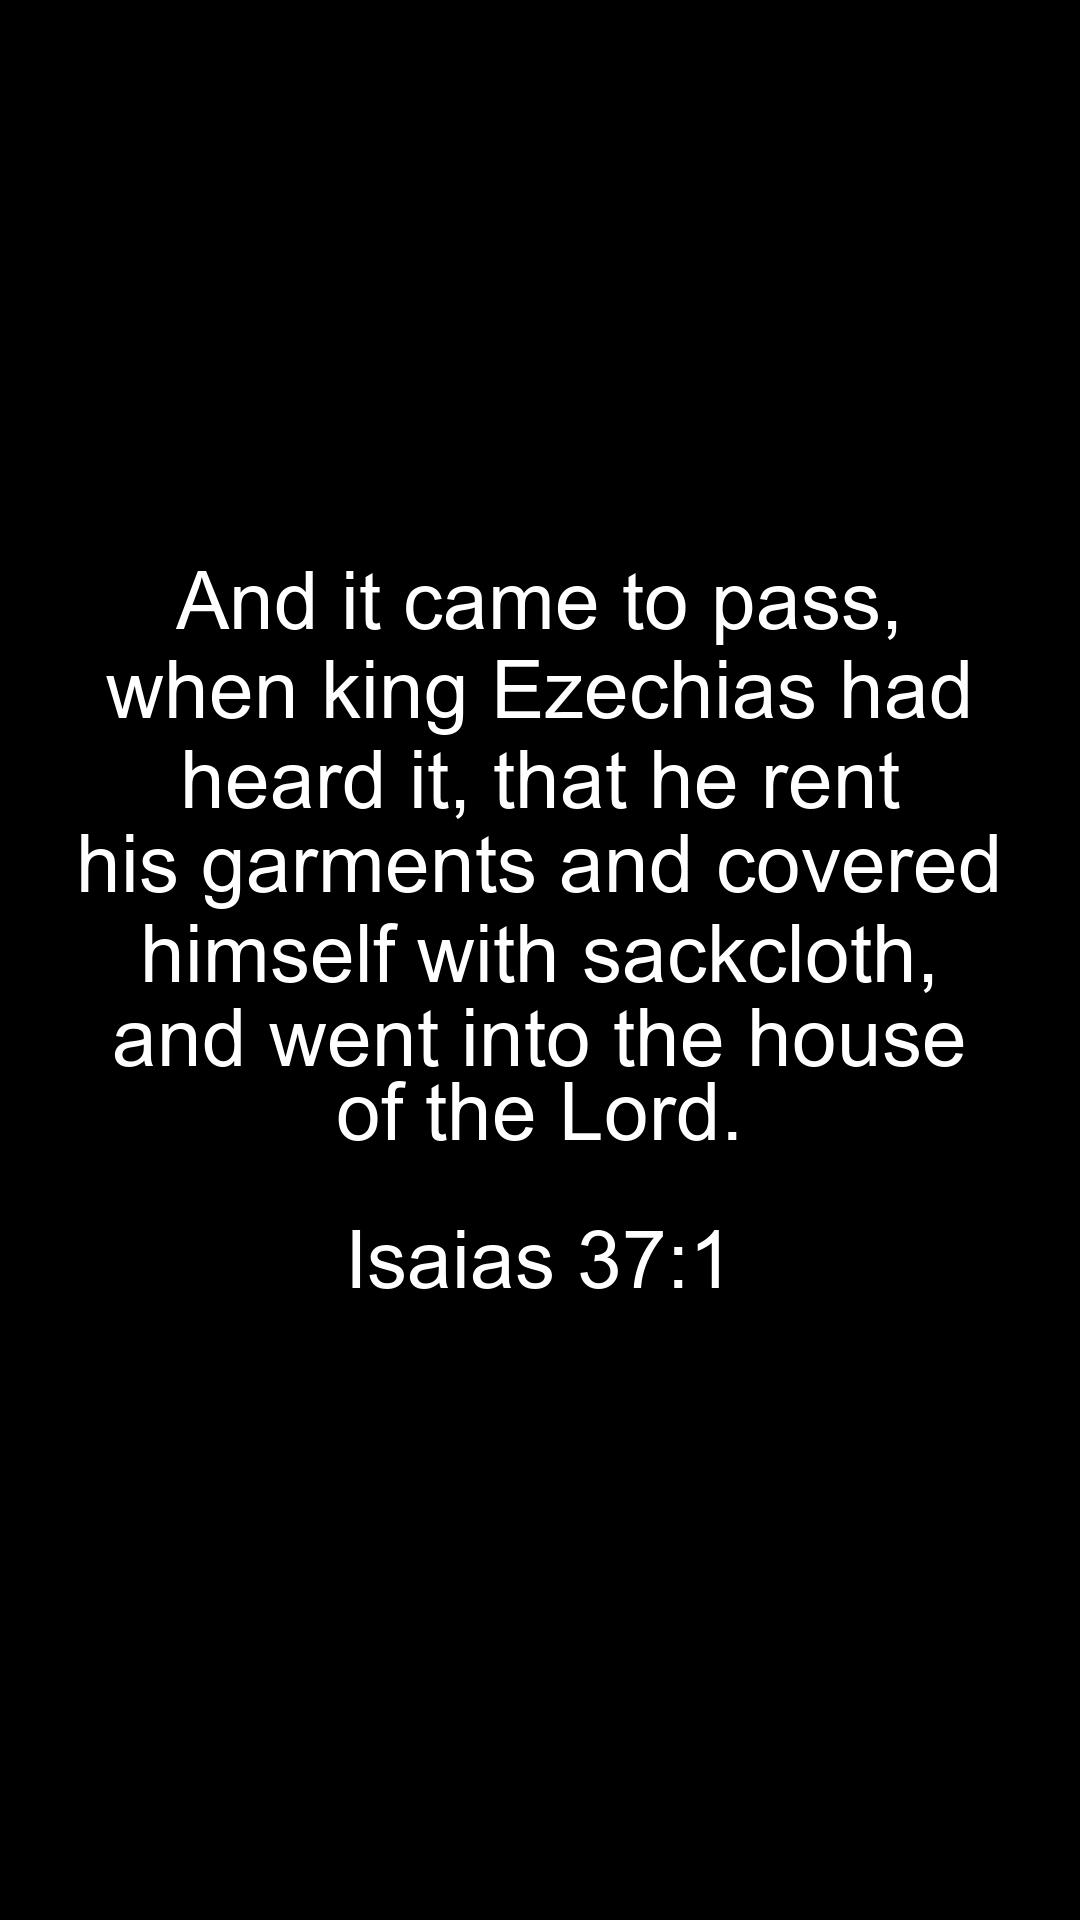 And it came to pass,
when king Ezechias had
heard it, that he rent
his garments and covered
himself with sackcloth,
and went into the house
of the Lord.
Isaias 37:1